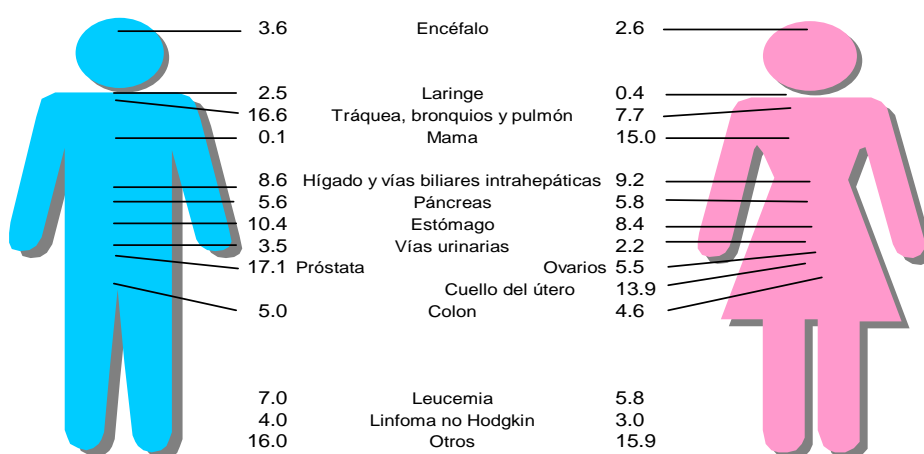 3.6 Encéfalo 2.6
2.5 Laringe 0.4
16.6 Tráquea, bronquios y pulmón 7.7
0.1 Mama 15.0
8.6 Hígado y vías biliares intrahepáticas 9.2
5.6 Páncreas 5.8
10.4 Estómago 8.4
3.5 Vías urinarias 2.2
17.1 Próstata Ovarios 5.5
Cuello del útero 13.9
5.0 Colon 4.6
7.0 Leucemia 5.8
4.0 Linfoma no Hodgkin 3.0
16.0 Otros 15.9